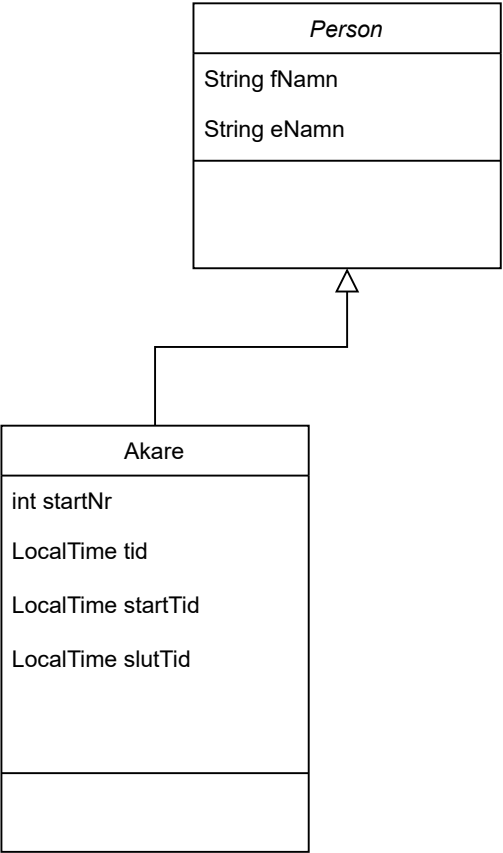 Person
String fNamn
String eNamn
Akare
int startNr
LocalTime tid
LocalTime startTid
LocalTime slutTid